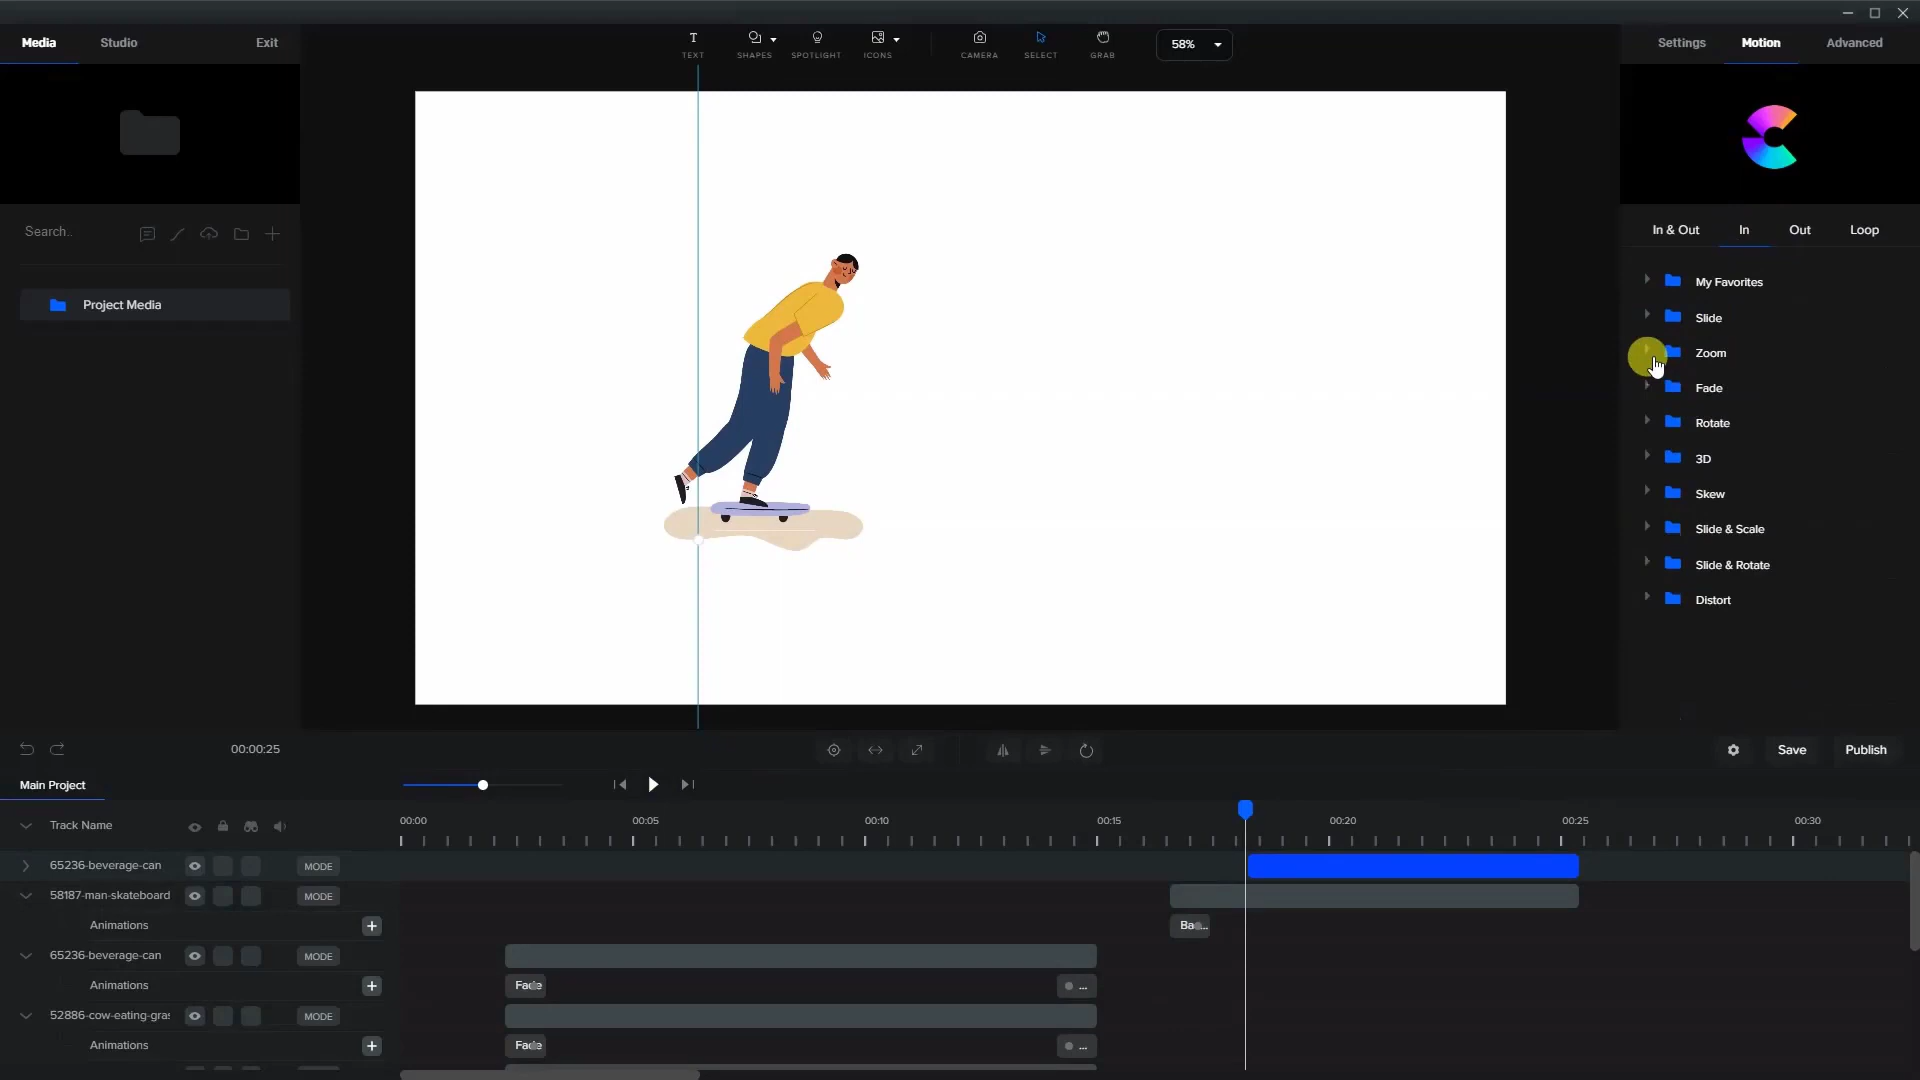 Media Studio Exit
TEXT SHAPES SPOTLIGHT ICONS CAMERA SELECT GRAB 58%
Settings Motion Advanced
Search..
Project Media
In & Out In Out Loop
My Favorites
Slide
Zoom
Fade
Rotate
3D
Skew
Slide & Scale
Slide & Rotate
Distort
00:00:25
Save Publish
Main Project
Track Name
00:00 00:05 00:10 00:15 00:20 00:25 00:30
65236-beverage-can MODE
58187-man-skateboard MODE
Animations + Ba...
65236-beverage-can MODE
Animations + Fade ...
52886-cow-eating-gras MODE
Animations + Fade ...